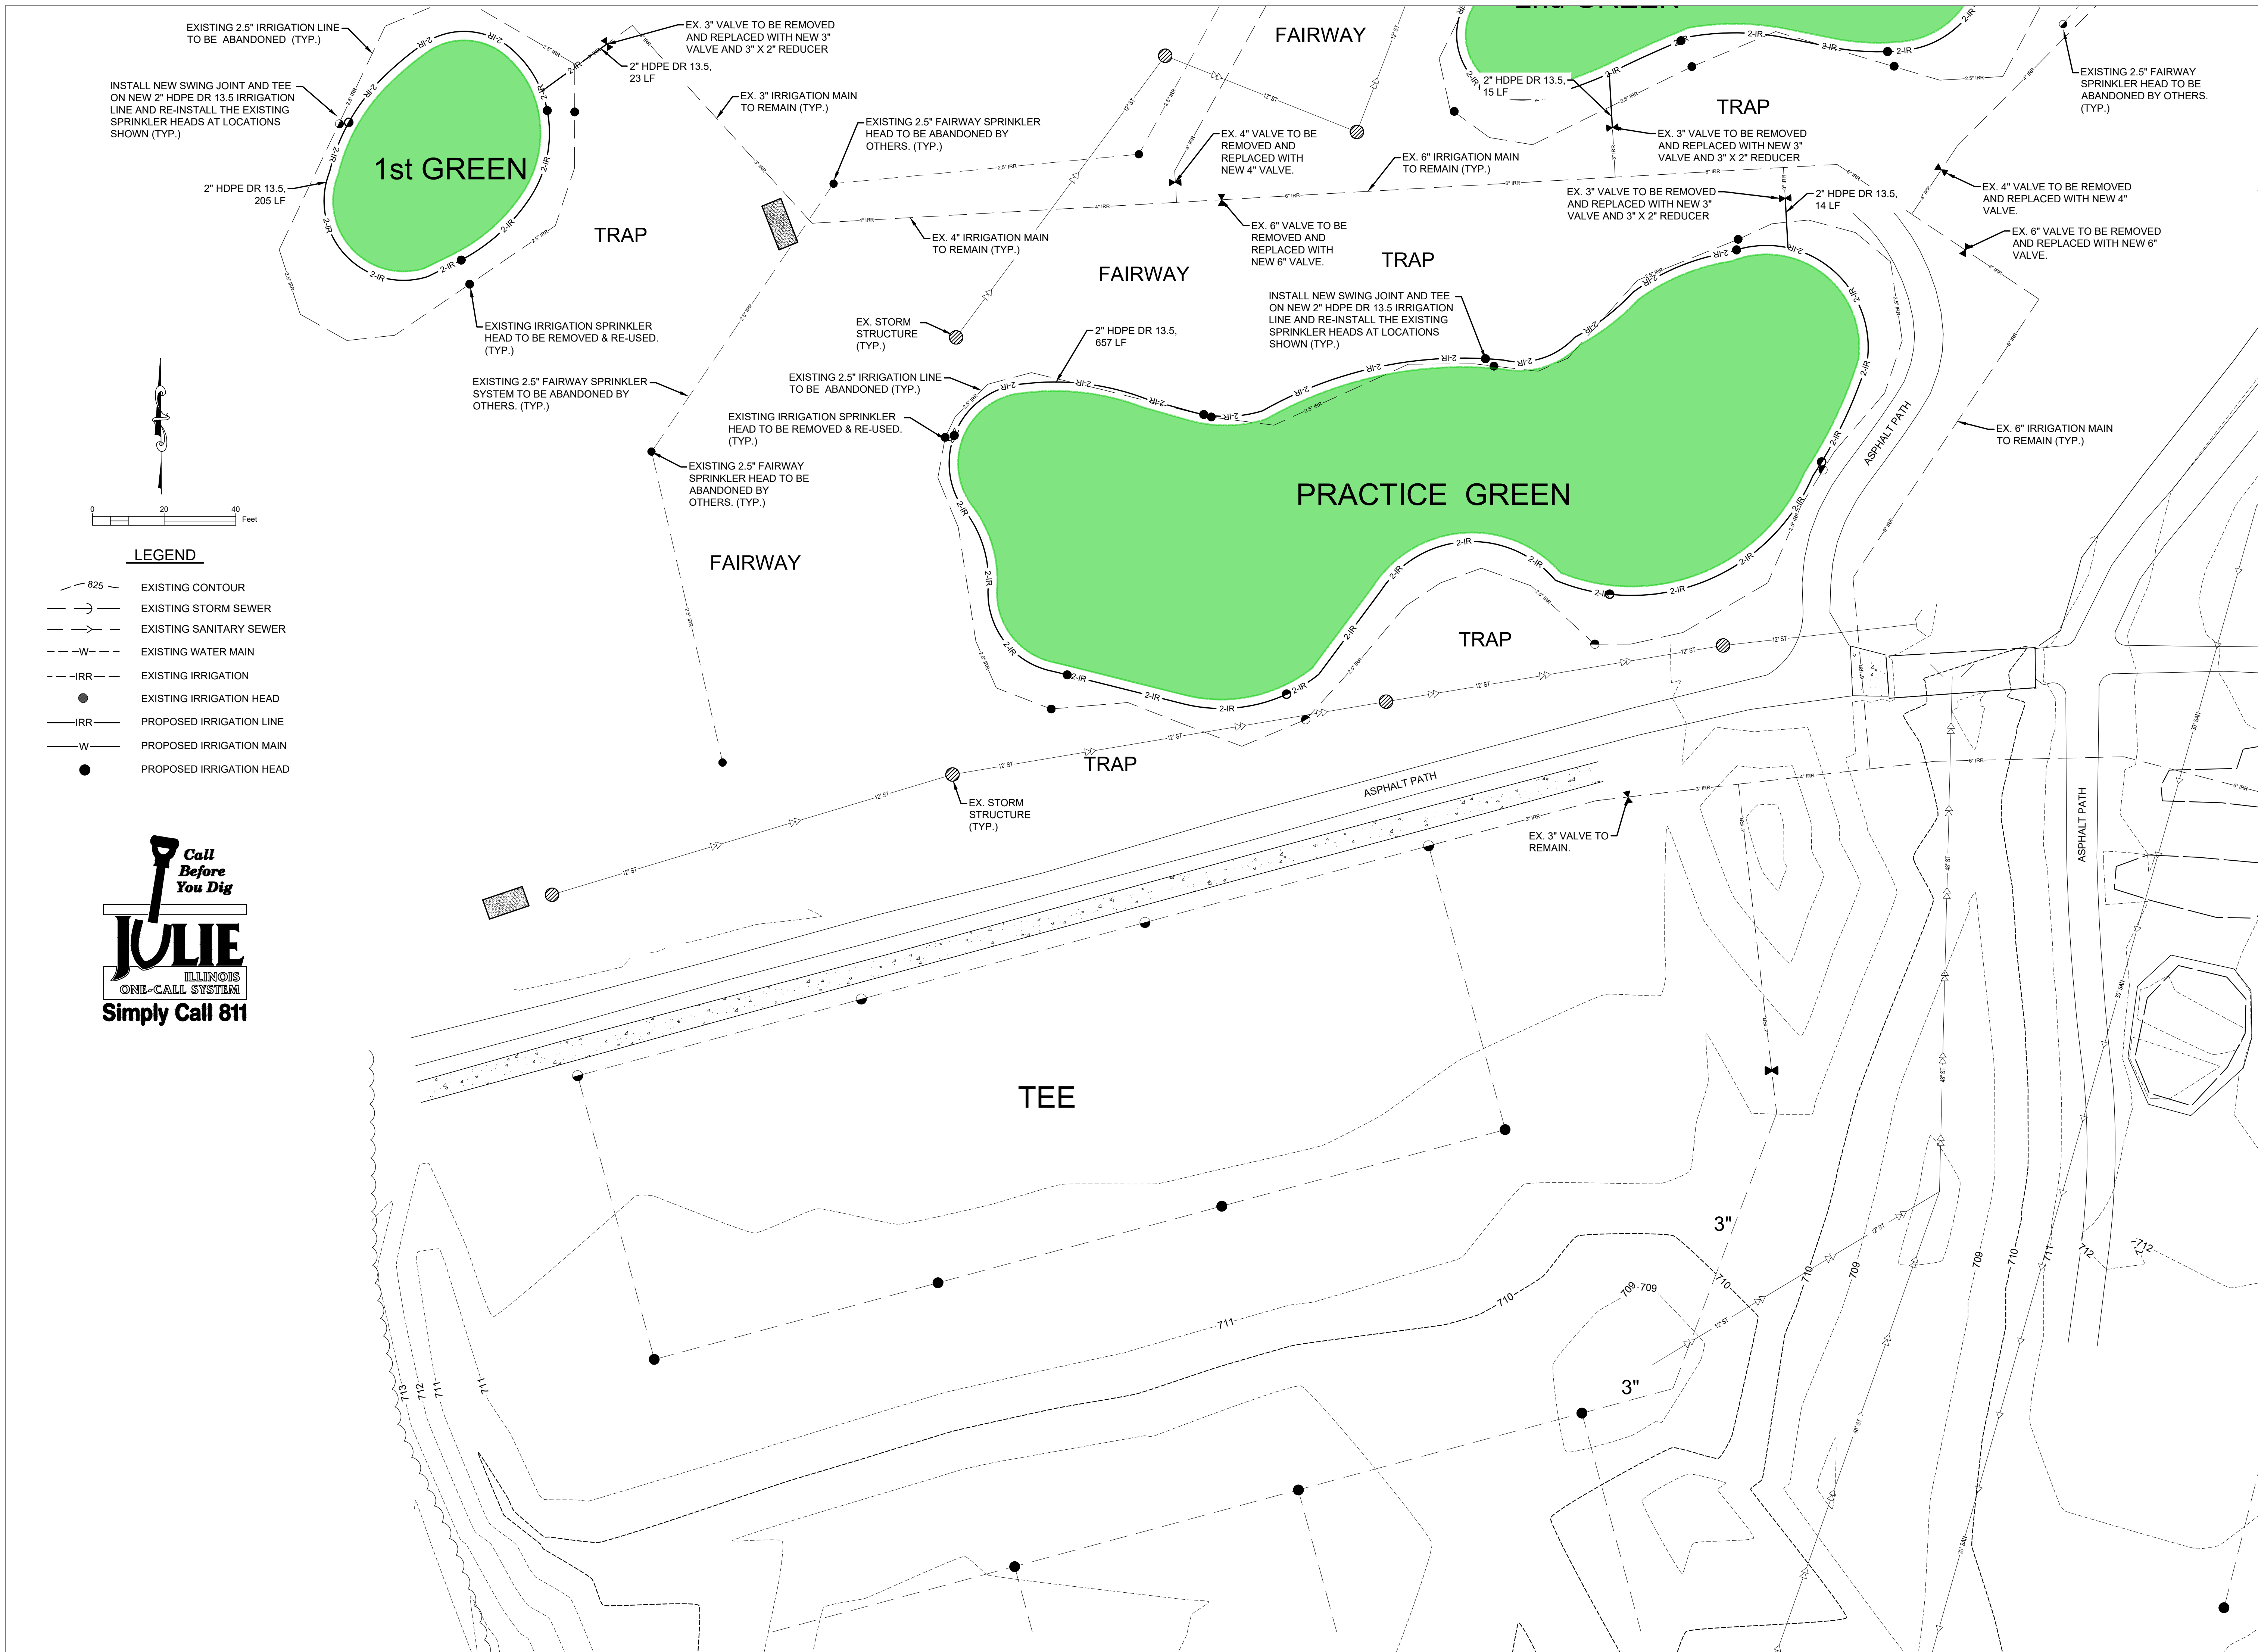 EXISTING 2.5" IRRIGATION LINE
TO BE  ABANDONED  (TYP.)
INSTALL NEW SWING JOINT AND TEE
ON NEW 2" HDPE DR 13.5 IRRIGATION
LINE AND RE-INSTALL THE EXISTING
SPRINKLER HEADS AT LOCATIONS
SHOWN (TYP.)
2" HDPE DR 13.5,
205 LF
1st GREEN
EX. 3" VALVE TO BE REMOVED
AND REPLACED WITH NEW 3"
VALVE AND 3" X 2" REDUCER
2" HDPE DR 13.5,
23 LF
EX. 3" IRRIGATION MAIN
TO REMAIN (TYP.)
EXISTING 2.5" FAIRWAY SPRINKLER
HEAD TO BE ABANDONED BY
OTHERS. (TYP.)
TRAP
EXISTING IRRIGATION SPRINKLER
HEAD TO BE REMOVED & RE-USED.
(TYP.)
EXISTING 2.5" FAIRWAY SPRINKLER
SYSTEM TO BE ABANDONED BY
OTHERS. (TYP.)
FAIRWAY
2nd GREEN
2" HDPE DR 13.5,
15 LF
TRAP
EXISTING 2.5" FAIRWAY
SPRINKLER HEAD TO BE
ABANDONED BY OTHERS.
(TYP.)
EX. 4" VALVE TO BE
REMOVED AND
REPLACED WITH
NEW 4" VALVE.
EX. 6" IRRIGATION MAIN
TO REMAIN (TYP.)
EX. 3" VALVE TO BE REMOVED
AND REPLACED WITH NEW 3"
VALVE AND 3" X 2" REDUCER
EX. 3" VALVE TO BE REMOVED
AND REPLACED WITH NEW 3"
VALVE AND 3" X 2" REDUCER
2" HDPE DR 13.5,
14 LF
EX. 4" VALVE TO BE REMOVED
AND REPLACED WITH NEW 4"
VALVE.
EX. 6" VALVE TO BE REMOVED
AND REPLACED WITH NEW 6"
VALVE.
EX. 4" IRRIGATION MAIN
TO REMAIN (TYP.)
EX. 6" VALVE TO BE
REMOVED AND
REPLACED WITH
NEW 6" VALVE.
FAIRWAY
TRAP
EX. STORM
STRUCTURE
(TYP.)
2" HDPE DR 13.5,
657 LF
INSTALL NEW SWING JOINT AND TEE
ON NEW 2" HDPE DR 13.5 IRRIGATION
LINE AND RE-INSTALL THE EXISTING
SPRINKLER HEADS AT LOCATIONS
SHOWN (TYP.)
EXISTING 2.5" IRRIGATION LINE
TO BE  ABANDONED (TYP.)
EXISTING IRRIGATION SPRINKLER
HEAD TO BE REMOVED & RE-USED.
(TYP.)
EXISTING 2.5" FAIRWAY
SPRINKLER HEAD TO BE
ABANDONED BY
OTHERS. (TYP.)
ASPHALT PATH
EX. 6" IRRIGATION MAIN
TO REMAIN (TYP.)
PRACTICE  GREEN
FAIRWAY
TRAP
TRAP
0 20 40
Feet
LEGEND
825 EXISTING CONTOUR
EXISTING STORM SEWER
EXISTING SANITARY SEWER
W EXISTING WATER MAIN
IRR EXISTING IRRIGATION
EXISTING IRRIGATION HEAD
IRR PROPOSED IRRIGATION LINE
W PROPOSED IRRIGATION MAIN
PROPOSED IRRIGATION HEAD
EX. STORM
STRUCTURE
(TYP.)
ASPHALT PATH
EX. 3" VALVE TO
REMAIN.
ASPHALT PATH
Call
Before
You Dig
JULIE
ILLINOIS
ONE-CALL SYSTEM
Simply Call 811
TEE
3"
3"
709 709
710
710
711
710
709
709
710
711
712
712
713
712
711
711
12" ST
48" ST
30" SAN
2-IR
2.5" IRR
3" IRR
4" IRR
6" IRR